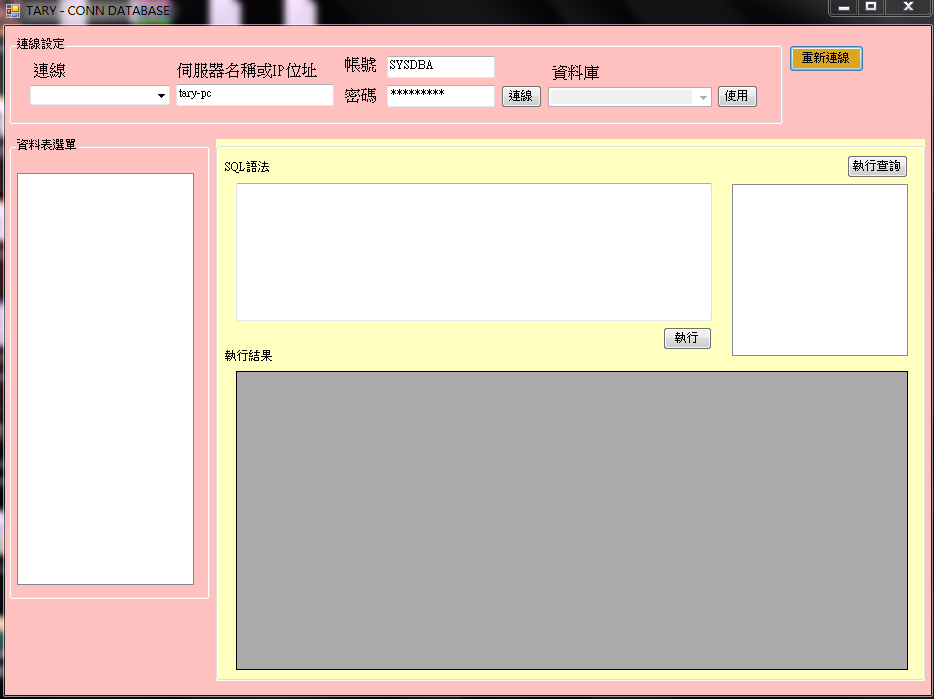 TARY - CONN DATABASE
連線設定
連線
伺服器名稱或IP位址
帳號
SYSDBA
資料庫
重新連線
tary-pc
密碼
*********
連線
使用
資料表選單
SQL語法
執行查詢
執行
執行結果